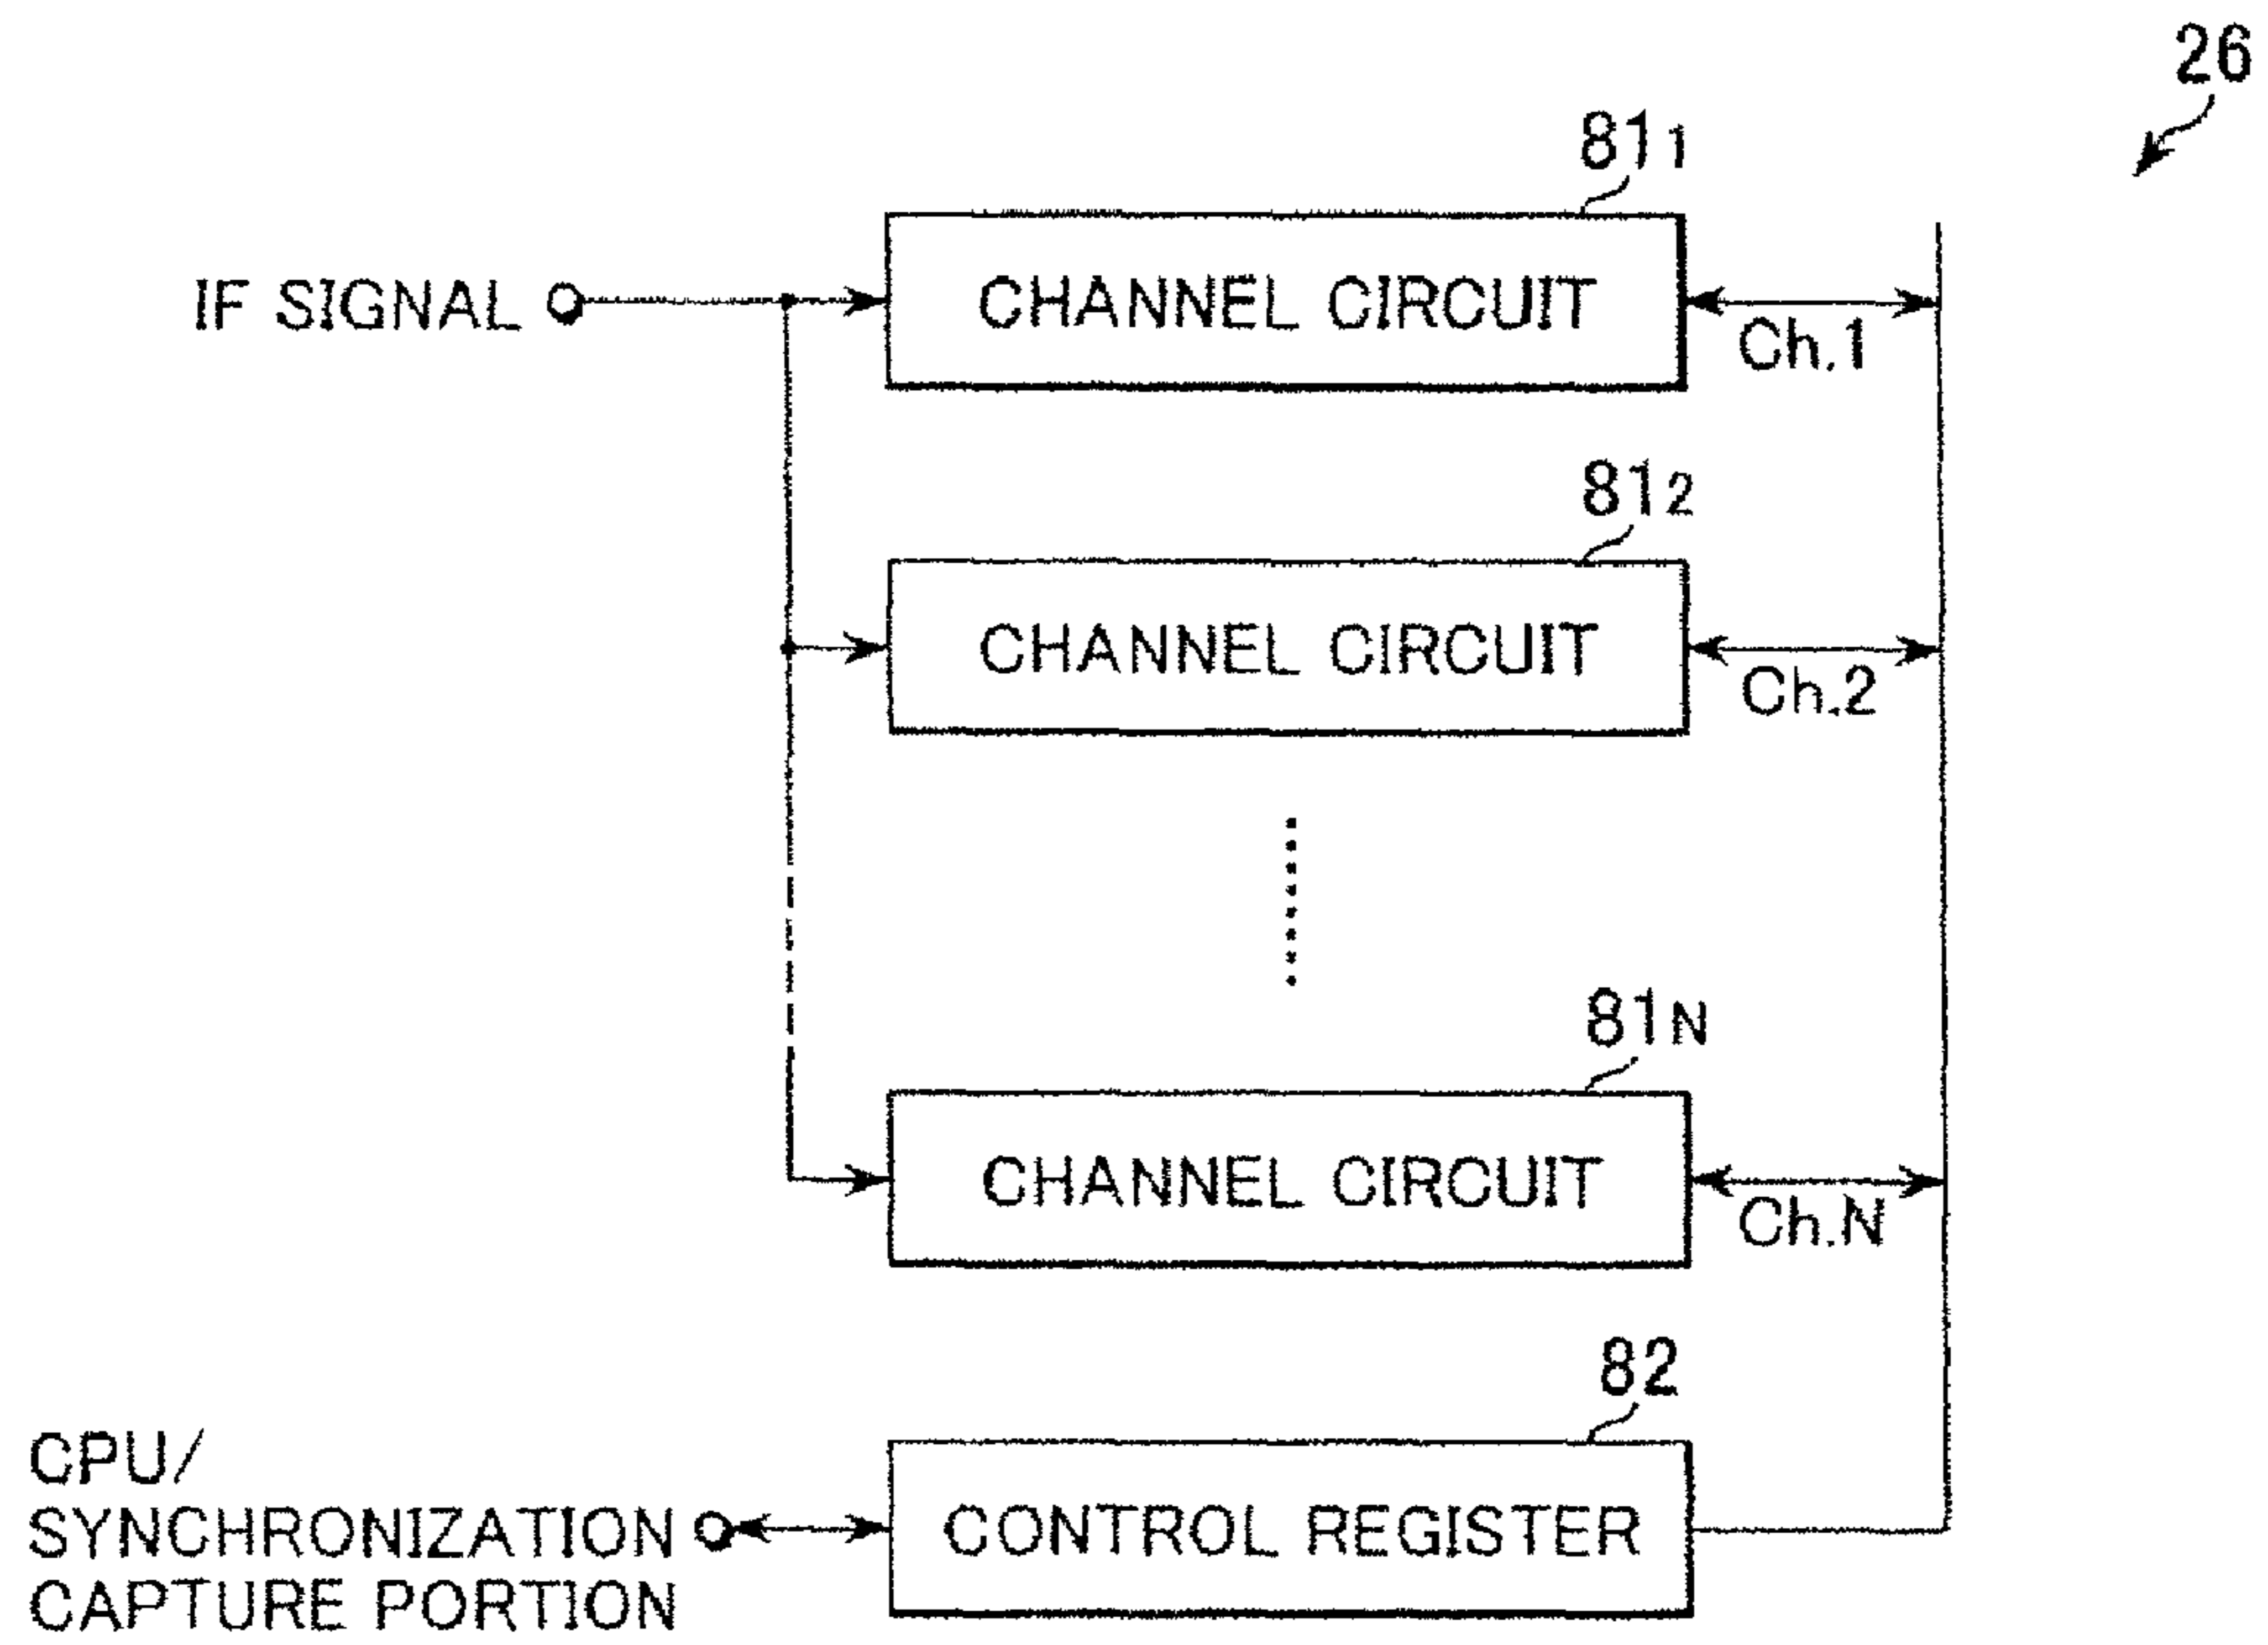 26
81₁
IF SIGNAL
CHANNEL CIRCUIT
Ch.1
81₂
CHANNEL CIRCUIT
Ch.2
81N
CHANNEL CIRCUIT
Ch.N
82
CPU/
SYNCHRONIZATION
CAPTURE PORTION
CONTROL REGISTER